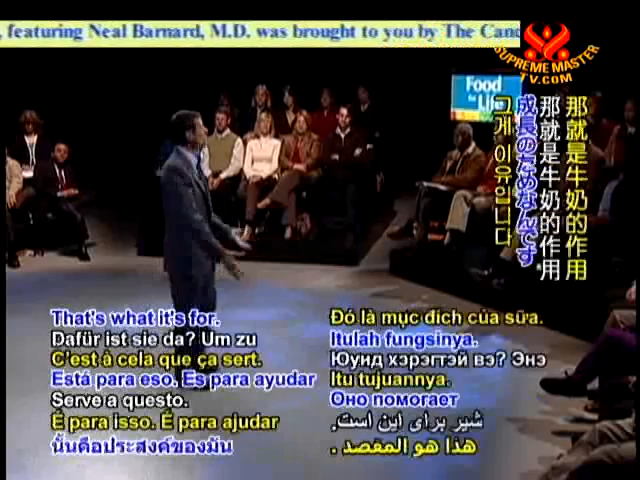 , featuring Neal Barnard, M.D. was brought to you by The Canc
SUPREME MASTER
TV.COM
Food
for Life
那就是牛奶的作用
那就是牛奶的作用
成長のためなんです
그게 이유입니다
That's what it's for.
Dafür ist sie da? Um zu
C'est à cela que ça sert.
Está para eso. Es para ayudar
Serve a questo.
É para isso. É para ajudar
นั้นคือประสงค์ของมัน
Đó là mục đích của sữa.
Itulah fungsinya.
Юунд хэрэгтэй вэ? Энэ
Itu tujuannya.
Оно помогает
شیر برای این است.
هذا هو المقصد .